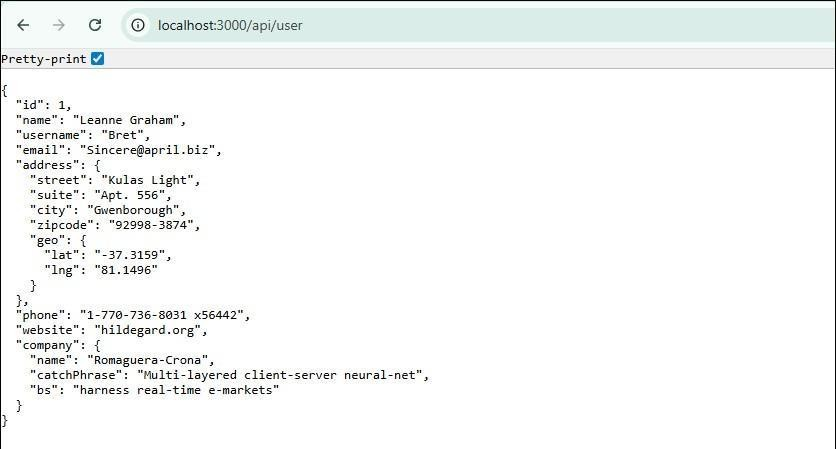 localhost:3000/api/user
Pretty-print
{
  "id": 1,
  "name": "Leanne Graham",
  "username": "Bret",
  "email": "Sincere@april.biz",
  "address": {
    "street": "Kulas Light",
    "suite": "Apt. 556",
    "city": "Gwenborough",
    "zipcode": "92998-3874",
    "geo": {
      "lat": "-37.3159",
      "lng": "81.1496"
    }
  },
  "phone": "1-770-736-8031 x56442",
  "website": "hildegard.org",
  "company": {
    "name": "Romaguera-Crona",
    "catchPhrase": "Multi-layered client-server neural-net",
    "bs": "harness real-time e-markets"
  }
}